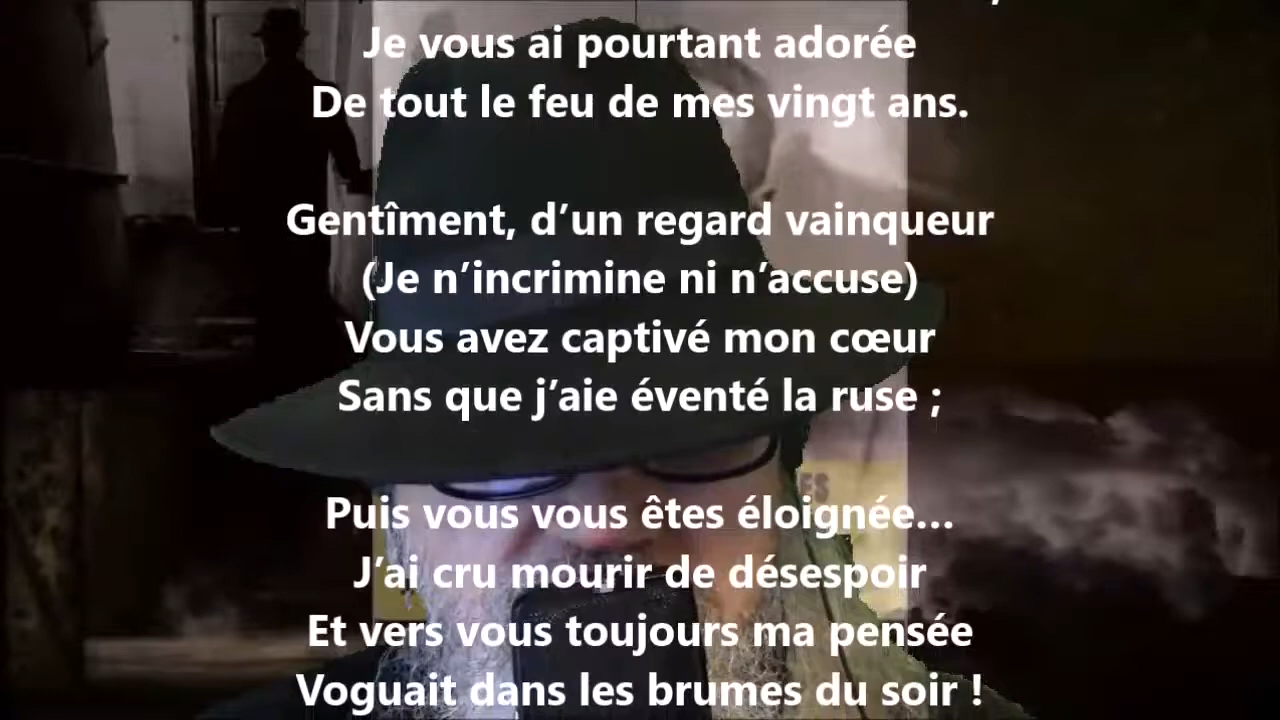 Je vous ai pourtant adorée
De tout le feu de mes vingt ans.
Gentîment, d’un regard vainqueur
(Je n’incrimine ni n’accuse)
Vous avez captivé mon cœur
Sans que j’aie éventé la ruse ;
Puis vous vous êtes éloignée…
J’ai cru mourir de désespoir
Et vers vous toujours ma pensée
Voguait dans les brumes du soir !
ES